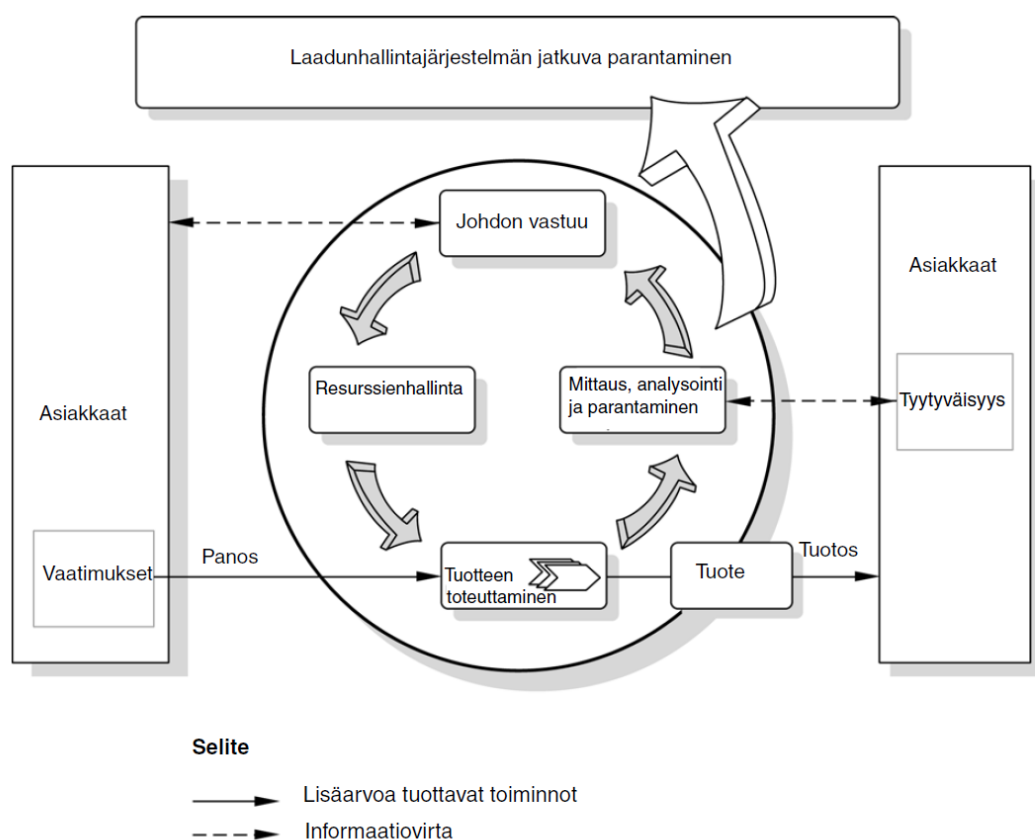 Laadunhallintajärjestelmän jatkuva parantaminen
Johdon vastuu
Asiakkaat
Asiakkaat
Resurssienhallinta
Mittaus, analysointi
ja parantaminen
Tyytyväisyys
Vaatimukset
Panos
Tuotteen
toteuttaminen
Tuote
Tuotos
Selite
Lisäarvoa tuottavat toiminnot
Informaatiovirta